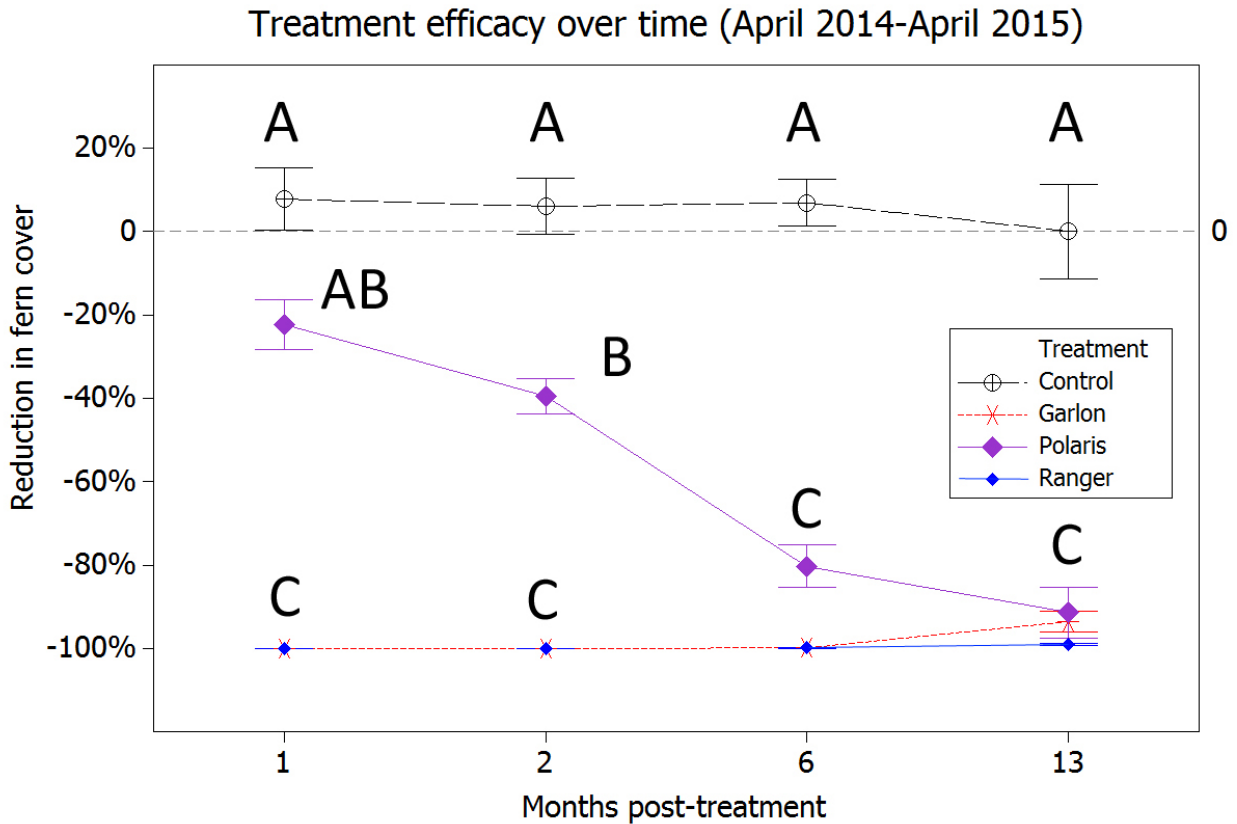 Treatment efficacy over time (April 2014-April 2015)
A A A A
20%
0 0
AB
-20%
B
Treatment
Control
Garlon
Polaris
Ranger
-40%
-60%
C C
-80%
C C
-100%
Reduction in fern cover
1 2 6 13
Months post-treatment